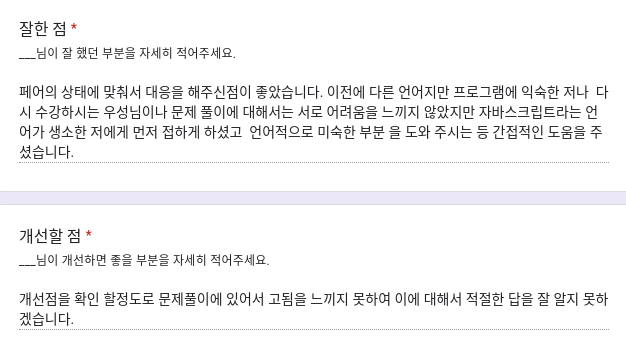 잘한 점 *
___님이 잘 했던 부분을 자세히 적어주세요.
페어의 상태에 맞춰서 대응을 해주신점이 좋았습니다. 이전에 다른 언어지만 프로그램에 익숙한 저나  다
시 수강하시는 우성님이나 문제 풀이에 대해서는 서로 어려움을 느끼지 않았지만 자바스크립트라는 언
어가 생소한 저에게 먼저 접하게 하셨고  언어적으로 미숙한 부분 을 도와 주시는 등 간접적인 도움을 주
셨습니다.
개선할 점 *
___님이 개선하면 좋을 부분을 자세히 적어주세요.
개선점을 확인 할정도로 문제풀이에 있어서 고됨을 느끼지 못하여 이에 대해서 적절한 답을 잘 알지 못하
겠습니다.